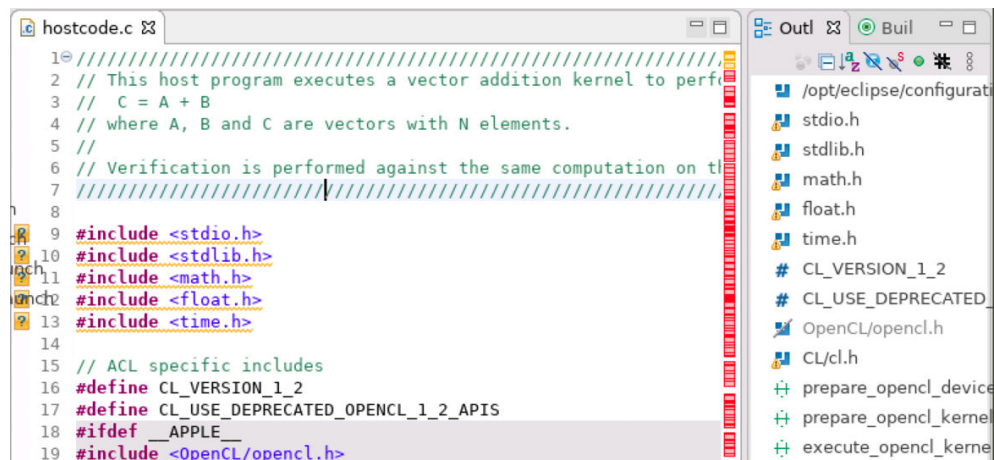 hostcode.c
1 ////////////////////////////////////////////////////////////////
2 // This host program executes a vector addition kernel to perfo
3 //  C = A + B
4 // where A, B and C are vectors with N elements.
5 //
6 // Verification is performed against the same computation on th
7 ////////////////////////////////////////////////////////////////
8
9 #include <stdio.h>
10 #include <stdlib.h>
11 #include <math.h>
12 #include <float.h>
13 #include <time.h>
14
15 // ACL specific includes
16 #define CL_VERSION_1_2
17 #define CL_USE_DEPRECATED_OPENCL_1_2_APIS
18 #ifdef __APPLE__
19 #include <OpenCL/opencl.h>
Outl Buil
/opt/eclipse/configurati
stdio.h
stdlib.h
math.h
float.h
time.h
# CL_VERSION_1_2
# CL_USE_DEPRECATED_
OpenCL/opencl.h
CL/cl.h
prepare_opencl_device
prepare_opencl_kernel
execute_opencl_kerne